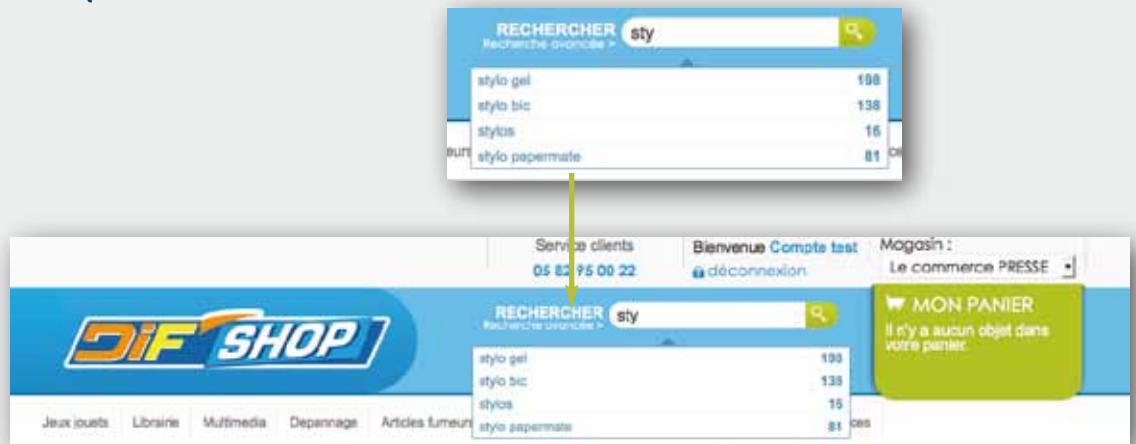 RECHERCHER sty
Recherche avancée >
stylo gel 198
stylo bic 138
stylos 16
stylo papermate 81
Service clients
05 82 95 00 22
Bienvenue Compte test
déconnexion
Magasin :
Le commerce PRESSE
DIF SHOP
RECHERCHER sty
Recherche avancée >
stylo gel 198
stylo bic 138
stylos 16
stylo papermate 81
MON PANIER
Il n'y a aucun objet dans
votre panier.
Jeux jouets Librairie Multimedia Depannage Articles fumeurs